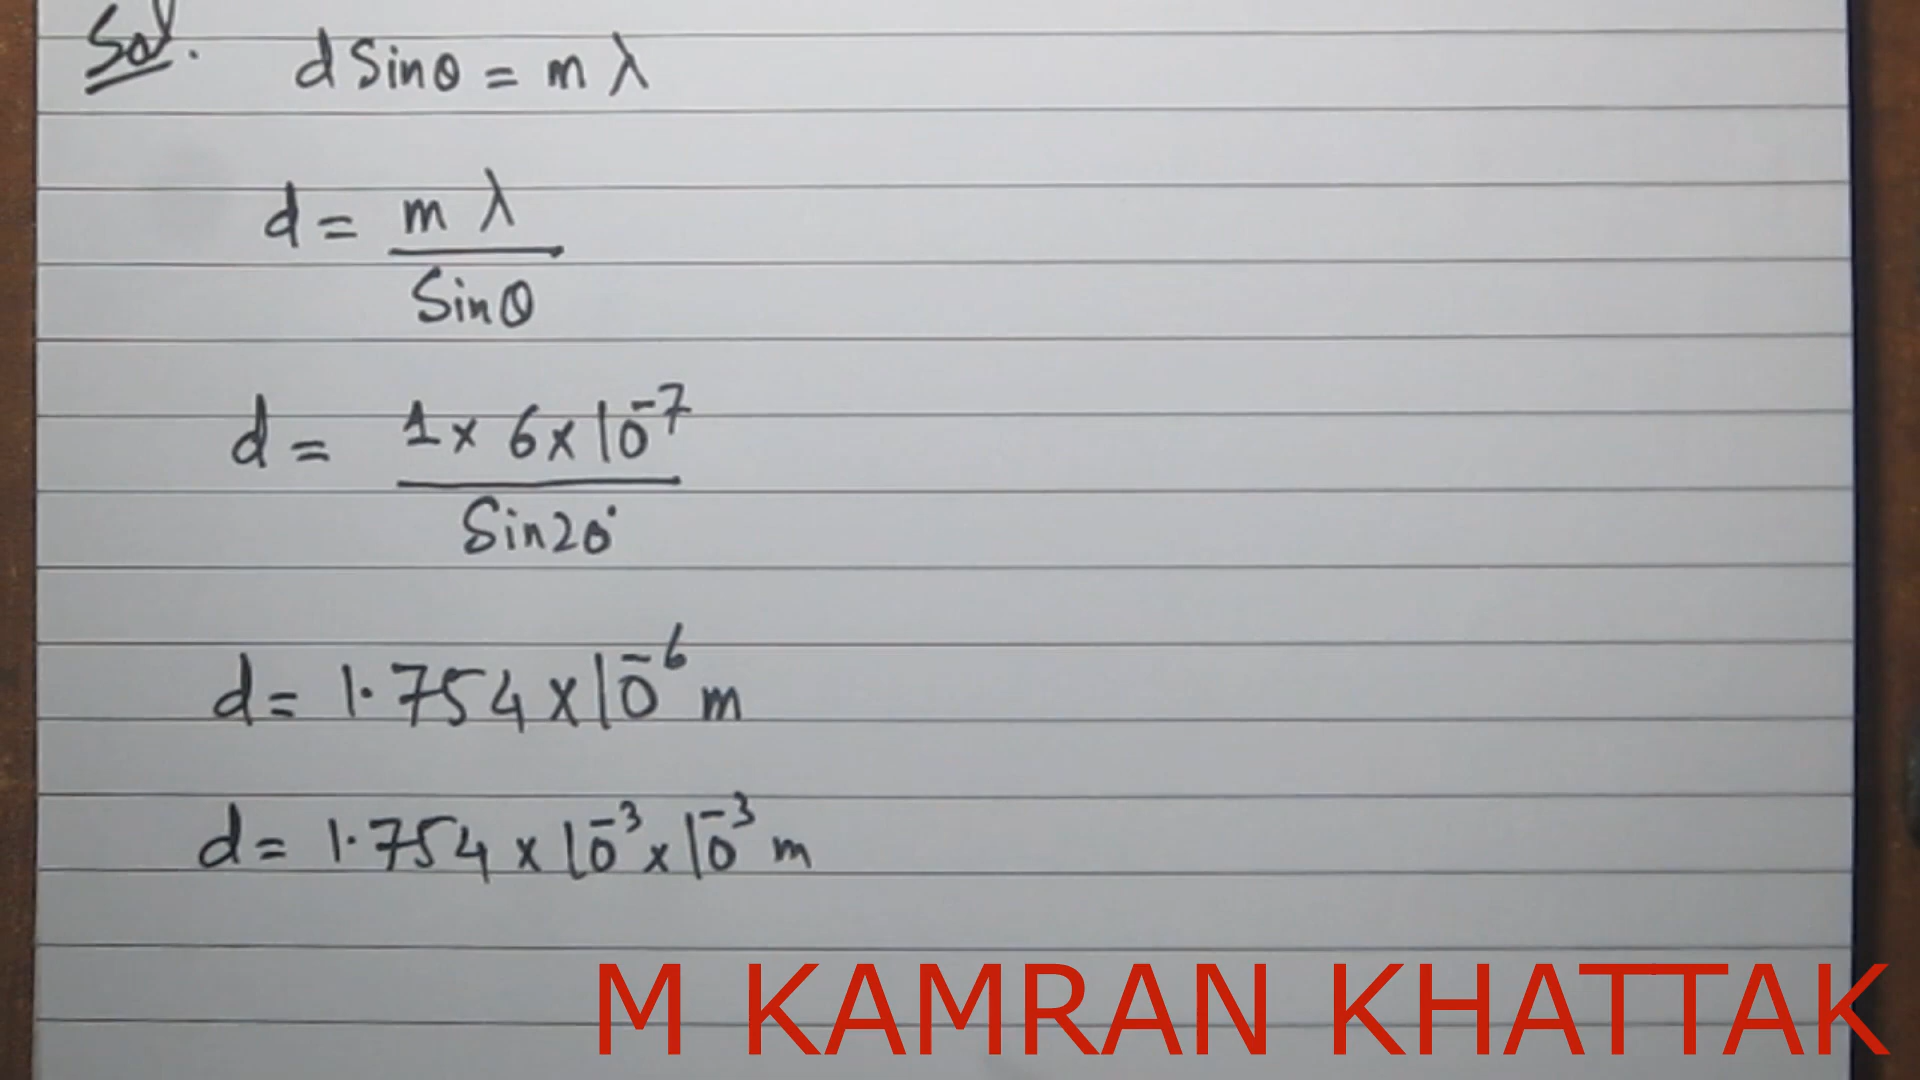 Sol.
d Sinθ = m λ
d = m λ / Sinθ
d = 1 × 6 × 10⁻⁷ / Sin20°
d = 1.754 × 10⁻⁶ m
d = 1.754 × 10⁻³ × 10⁻³ m
M KAMRAN KHATTAK